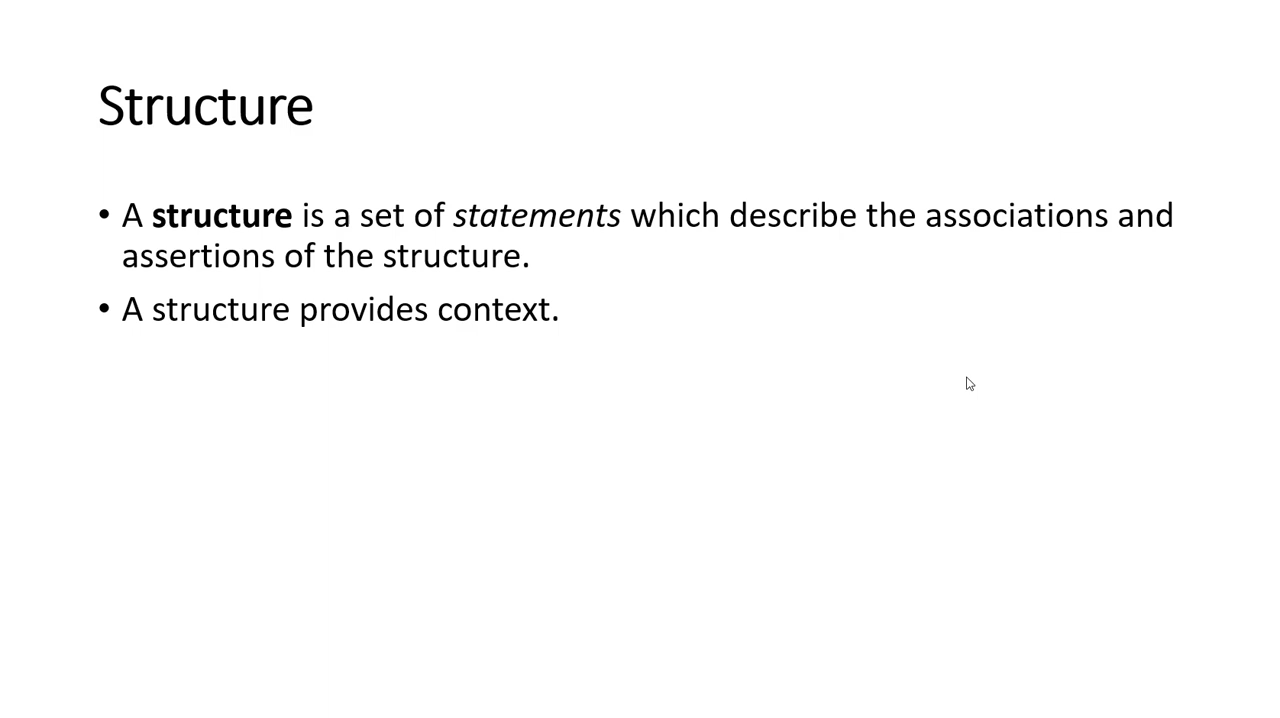 Structure
• A structure is a set of statements which describe the associations and
assertions of the structure.
• A structure provides context.